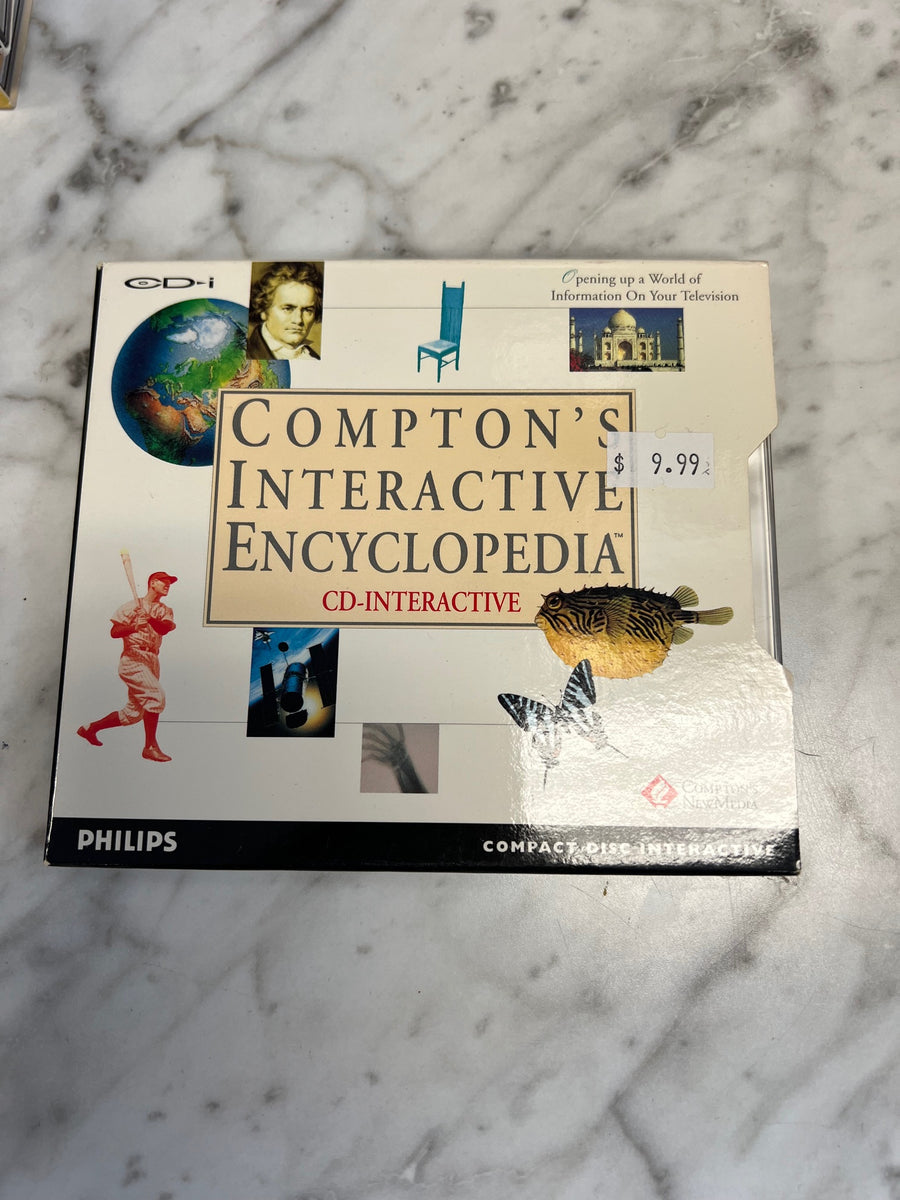 CD-i
Opening up a World of
Information On Your Television
COMPTON'S
INTERACTIVE
ENCYCLOPEDIA™
CD-INTERACTIVE
$ 9.99
COMPTON'S
NEWMEDIA
PHILIPS
COMPACT DISC INTERACTIVE